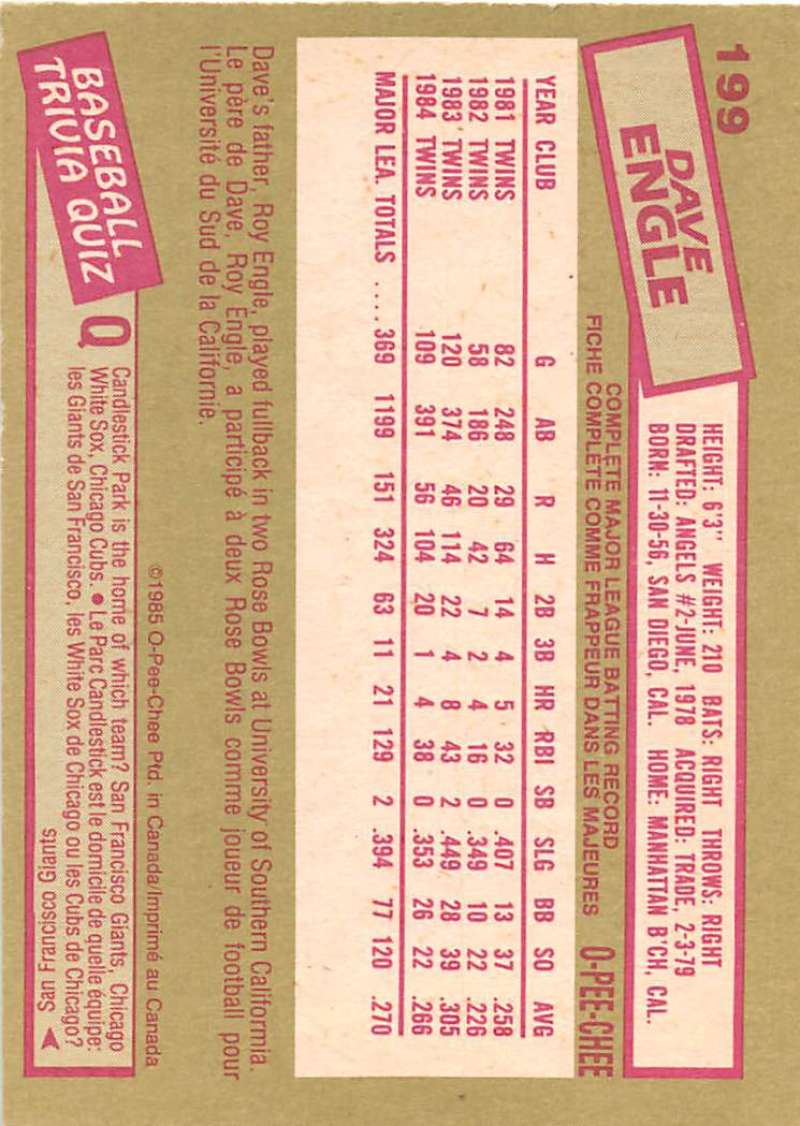 199
DAVE
ENGLE
HEIGHT: 6'3" WEIGHT: 210 BATS: RIGHT THROWS: RIGHT
DRAFTED: ANGELS #2-JUNE, 1978 ACQUIRED: TRADE, 2-3-79
BORN: 11-30-56, SAN DIEGO, CAL. HOME: MANHATTAN B'CH, CAL.
COMPLETE MAJOR LEAGUE BATTING RECORD
FICHE COMPLÈTE COMME FRAPPEUR DANS LES MAJEURES O-PEE-CHEE
YEAR CLUB G AB R H 2B 3B HR RBI SB SLG BB SO AVG
1981 TWINS 82 248 29 64 14 4 5 32 0 .407 13 37 .258
1982 TWINS 58 186 20 42 7 2 4 16 0 .349 10 22 .226
1983 TWINS 120 374 46 114 22 4 8 43 2 .449 28 39 .305
1984 TWINS 109 391 56 104 20 1 4 38 0 .353 26 22 .266
MAJOR LEA. TOTALS .... 369 1199 151 324 63 11 21 129 2 .394 77 120 .270
Dave's father, Roy Engle, played fullback in two Rose Bowls at University of Southern California.
Le père de Dave, Roy Engle, a participé à deux Rose Bowls comme joueur de football pour
l'Université du Sud de la Californie.
©1985 O-Pee-Chee Ptd. in Canada/Imprimé au Canada
BASEBALL
TRIVIA QUIZ
Q Candlestick Park is the home of which team? San Francisco Giants, Chicago
White Sox, Chicago Cubs. ● Le Parc Candlestick est le domicile de quelle équipe:
les Giants de San Francisco, les White Sox de Chicago ou les Cubs de Chicago?
San Francisco
Giants